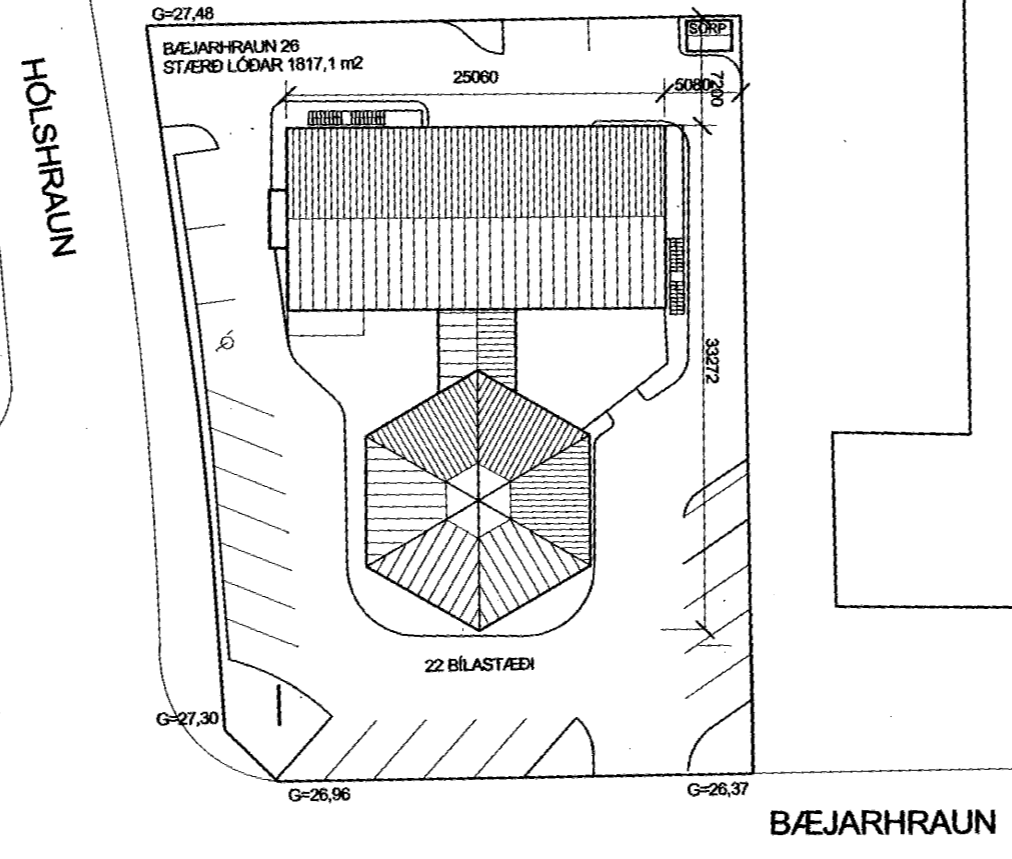 G=27,48
SORP
BÆJARHRAUN 26
STÆRÐ LÓÐAR 1817,1 m2
25060
5080
7200
HÓLSHRAUN
33272
22 BÍLASTÆÐI
G=27,30
G=26,96
G=26,37
BÆJARHRAUN